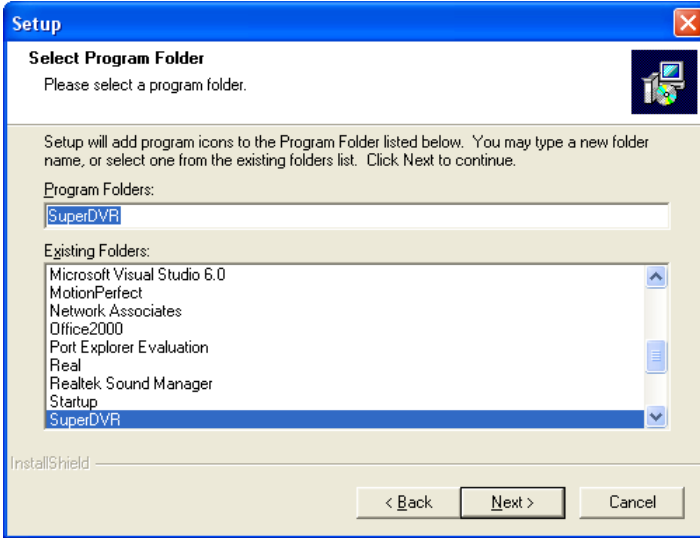 Setup
Select Program Folder
Please select a program folder.
Setup will add program icons to the Program Folder listed below.  You may type a new folder
name, or select one from the existing folders list.  Click Next to continue.
Program Folders:
SuperDVR
Existing Folders:
Microsoft Visual Studio 6.0
MotionPerfect
Network Associates
Office2000
Port Explorer Evaluation
Real
Realtek Sound Manager
Startup
SuperDVR
InstallShield
< Back
Next >
Cancel